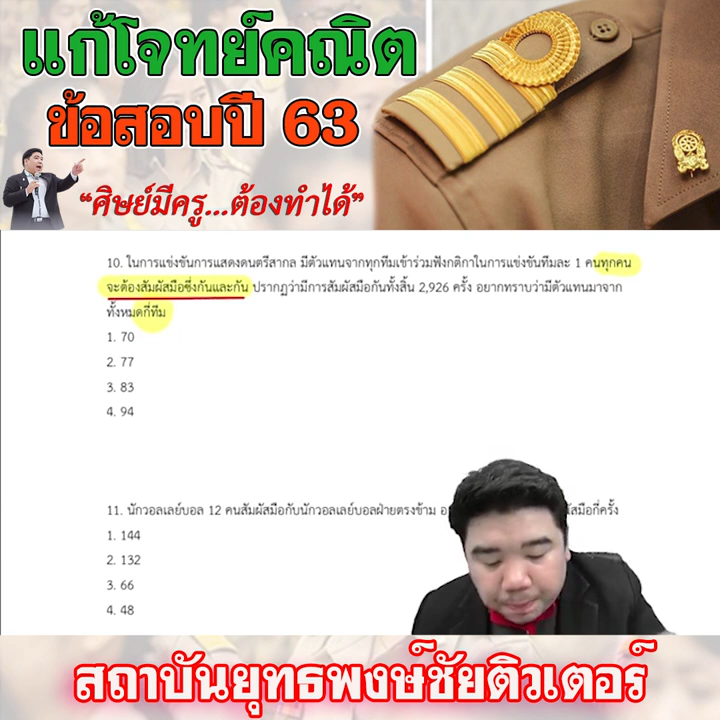 แก้โจทย์คณิต
ข้อสอบปี 63
“ศิษย์มีครู...ต้องทำได้”
10. ในการแข่งขันการแสดงดนตรีสากล มีตัวแทนจากทุกทีมเข้าร่วมฟังกติกาในการแข่งขันทีมละ 1 คนทุกคน
จะต้องสัมผัสมือซึ่งกันและกัน ปรากฏว่ามีการสัมผัสมือกันทั้งสิ้น 2,926 ครั้ง อยากทราบว่ามีตัวแทนมาจาก
ทั้งหมดกี่ทีม
1. 70
2. 77
3. 83
4. 94
11. นักวอลเลย์บอล 12 คนสัมผัสมือกับนักวอลเลย์บอลฝ่ายตรงข้าม มือกี่ครั้ง
1. 144
2. 132
3. 66
4. 48
สถาบันยุทธพงษ์ชัยติวเตอร์